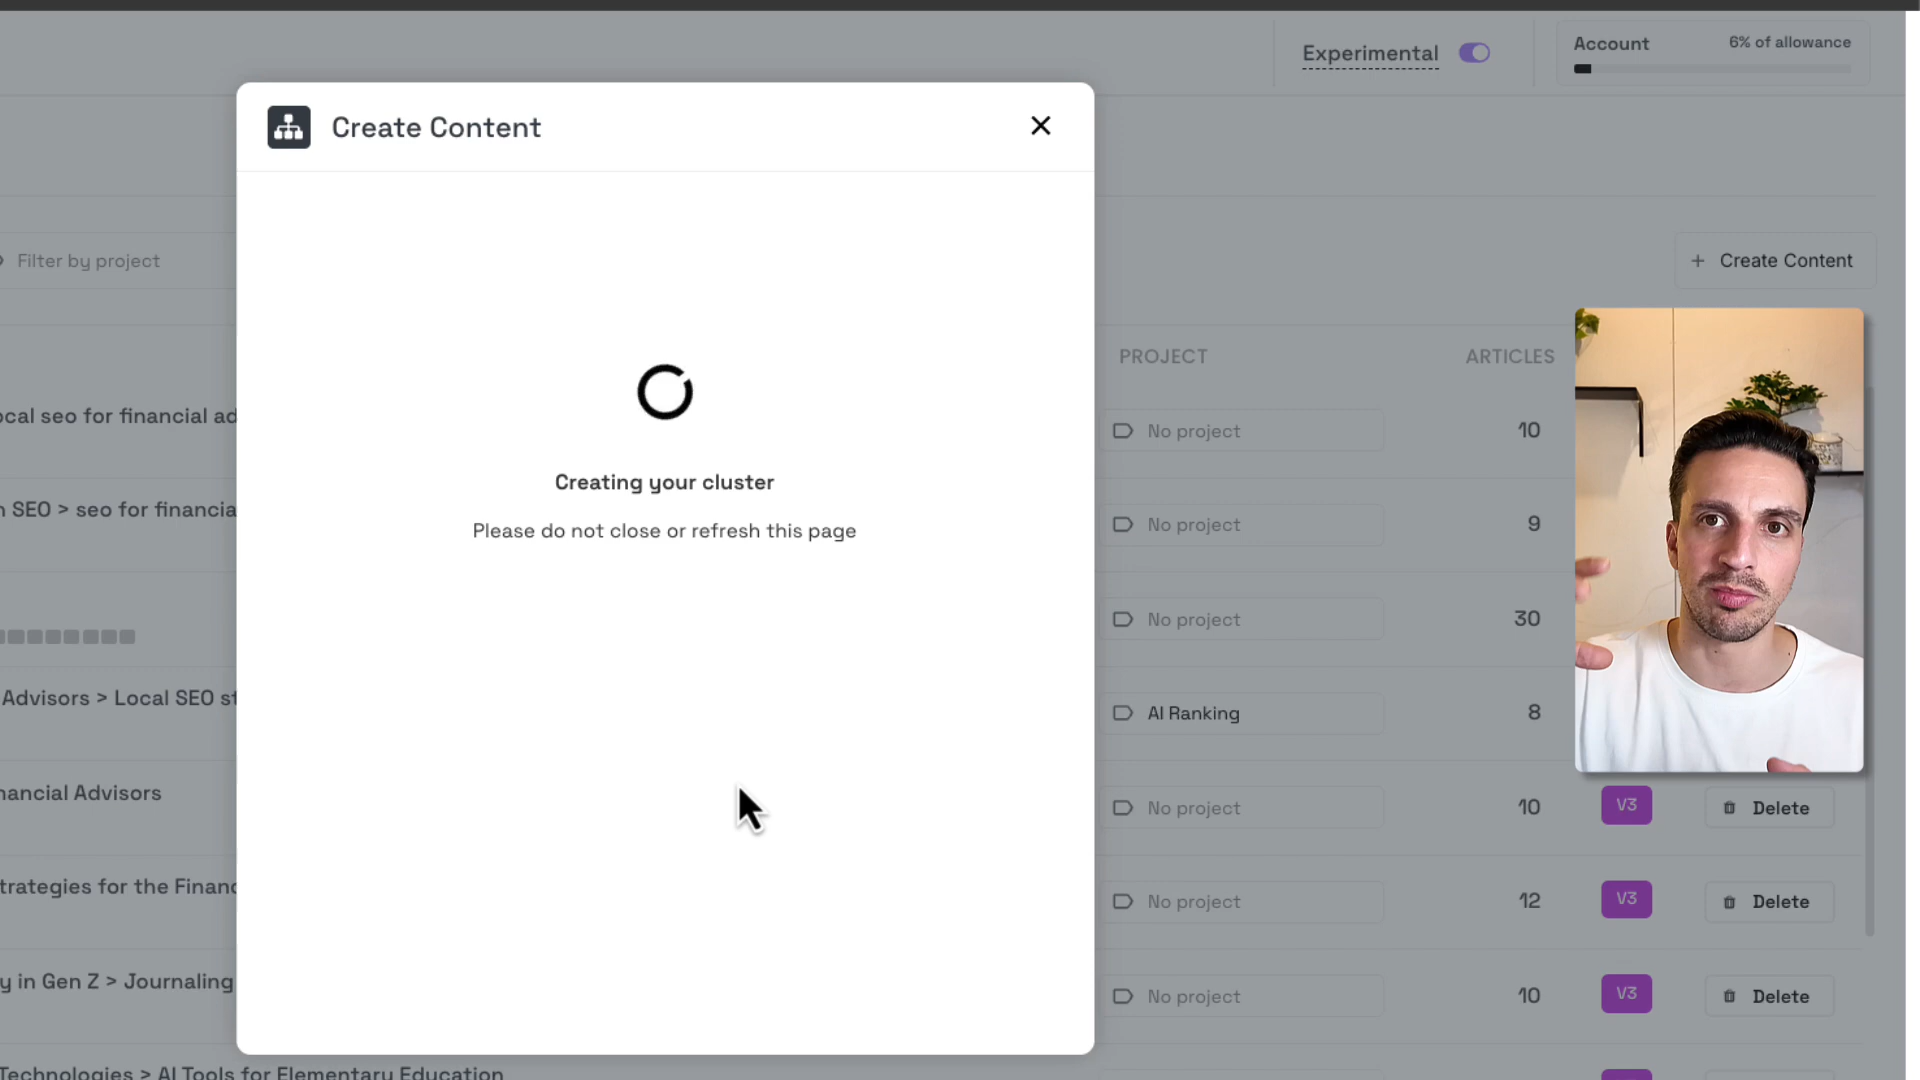 Experimental
Account
6% of allowance
Create Content
Filter by project
+ Create Content
PROJECT
ARTICLES
ocal seo for financial ad
No project
10
n SEO > seo for financia
No project
9
Creating your cluster
Please do not close or refresh this page
No project
30
Advisors > Local SEO st
AI Ranking
8
nancial Advisors
No project
10
V3
Delete
trategies for the Financ
No project
12
V3
Delete
y in Gen Z > Journaling
No project
10
V3
Delete
Technologies > AI Tools for Elementary Education